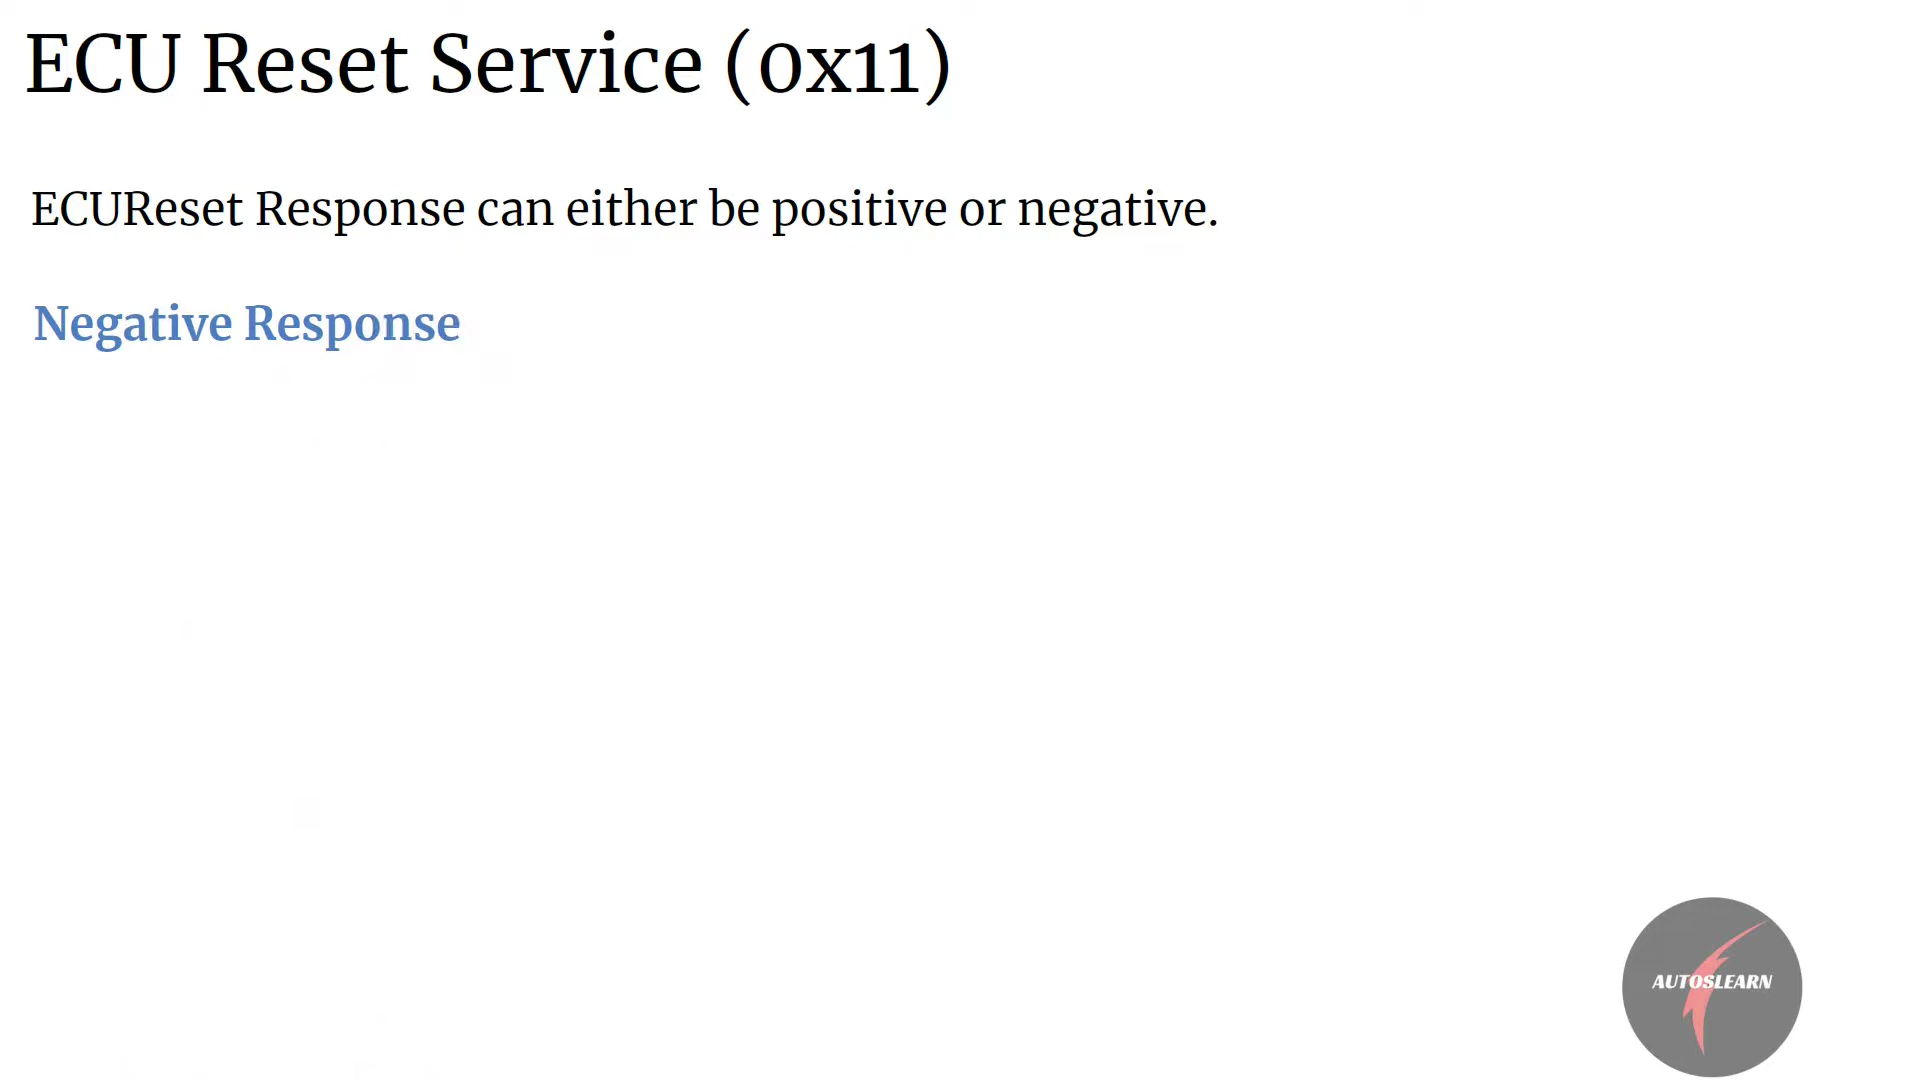 ECU Reset Service (0x11)
ECUReset Response can either be positive or negative.
Negative Response
AUTOSLEARN